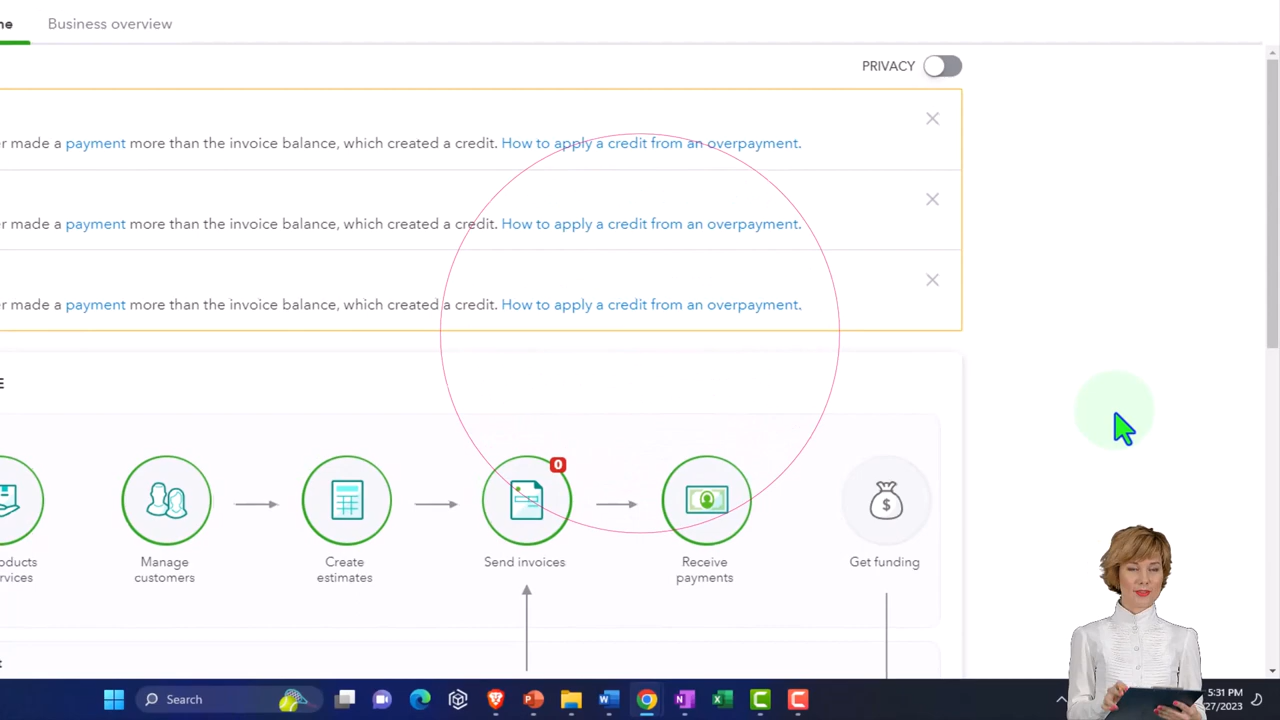 ne Business overview
PRIVACY
r made a payment more than the invoice balance, which created a credit. How to apply a credit from an overpayment.
r made a payment more than the invoice balance, which created a credit. How to apply a credit from an overpayment.
r made a payment more than the invoice balance, which created a credit. How to apply a credit from an overpayment.
E
0
$
oducts
rvices
Manage
customers
Create
estimates
Send invoices
Receive
payments
Get funding
Search
5:31 PM
/27/2023